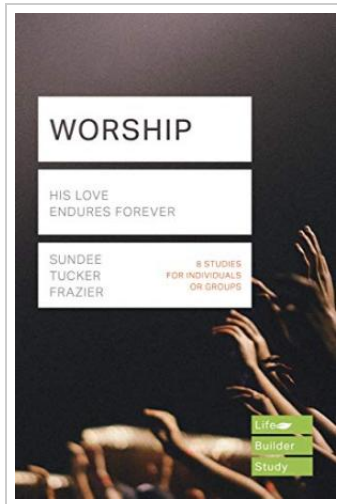 WORSHIP
HIS LOVE
ENDURES FOREVER
SUNDEE
TUCKER
FRAZIER
8 STUDIES
FOR INDIVIDUALS
OR GROUPS
Life
Builder
Study